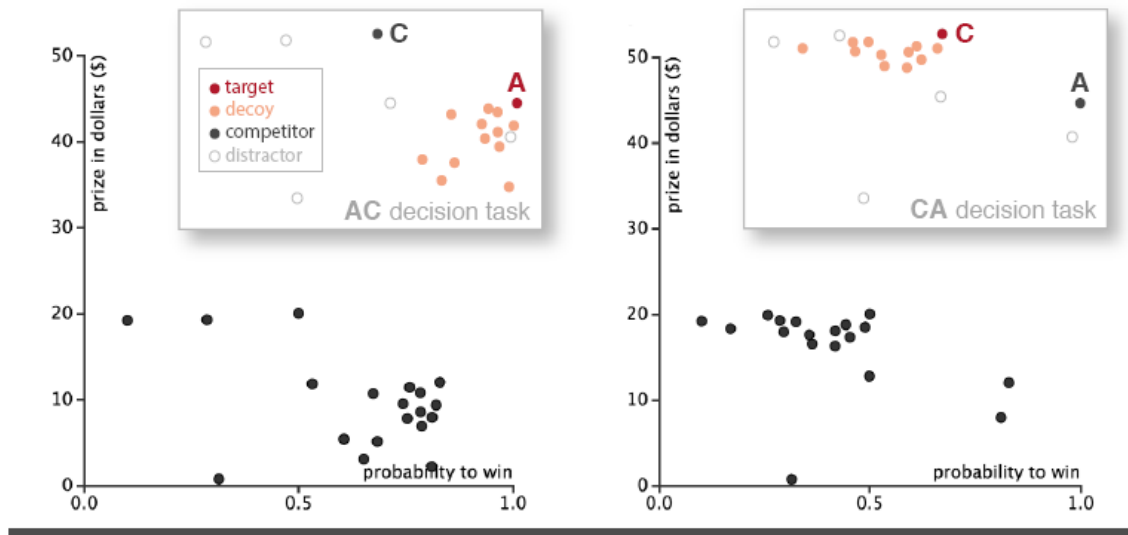 C
A
target
decoy
competitor
distractor
AC decision task
prize in dollars ($)
50
40
30
20
10
0
probability to win
0.0
0.5
1.0
C
A
CA decision task
prize in dollars ($)
50
40
30
20
10
0
probability to win
0.0
0.5
1.0